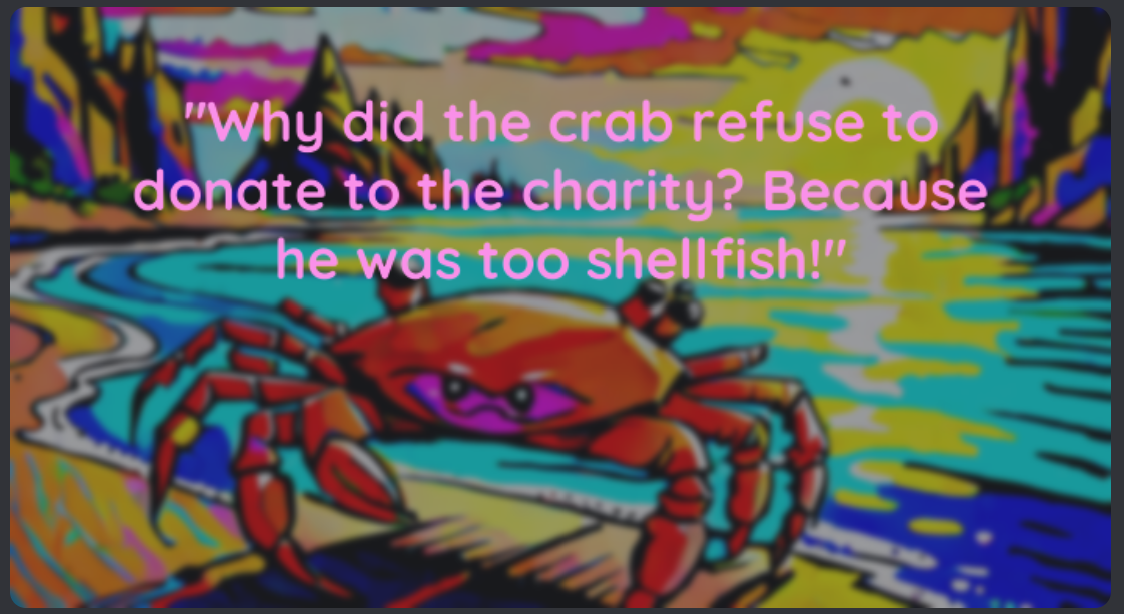 "Why did the crab refuse to
donate to the charity? Because
he was too shellfish!"